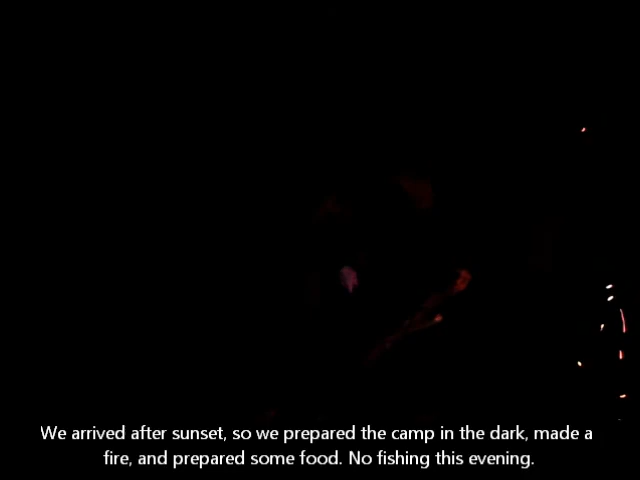 We arrived after sunset, so we prepared the camp in the dark, made a
fire, and prepared some food. No fishing this evening.